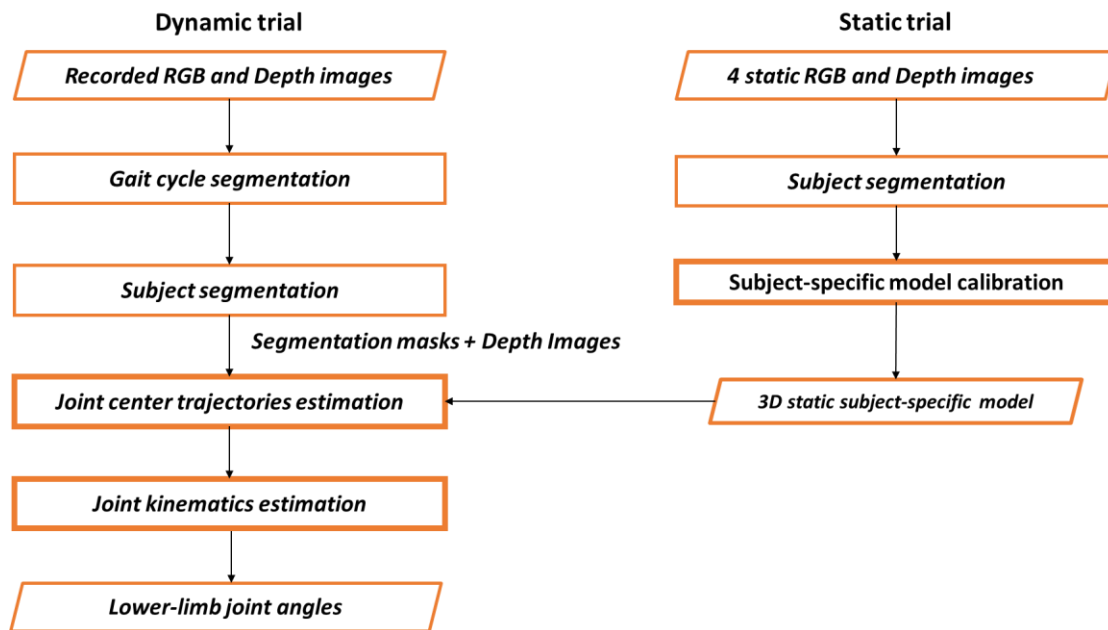 Dynamic trial
Recorded RGB and Depth images
Gait cycle segmentation
Subject segmentation
Segmentation masks + Depth Images
Joint center trajectories estimation
Joint kinematics estimation
Lower-limb joint angles
Static trial
4 static RGB and Depth images
Subject segmentation
Subject-specific model calibration
3D static subject-specific model